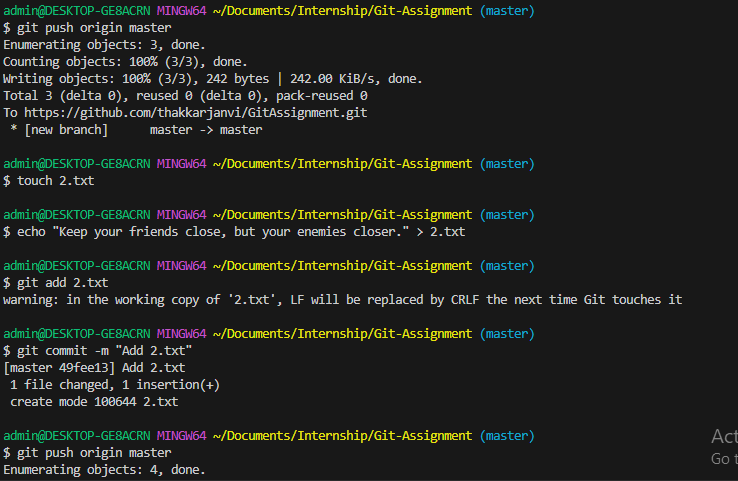 admin@DESKTOP-GE8ACRN MINGW64 ~/Documents/Internship/Git-Assignment (master)
$ git push origin master
Enumerating objects: 3, done.
Counting objects: 100% (3/3), done.
Writing objects: 100% (3/3), 242 bytes | 242.00 KiB/s, done.
Total 3 (delta 0), reused 0 (delta 0), pack-reused 0
To https://github.com/thakkarjanvi/GitAssignment.git
 * [new branch]      master -> master

admin@DESKTOP-GE8ACRN MINGW64 ~/Documents/Internship/Git-Assignment (master)
$ touch 2.txt

admin@DESKTOP-GE8ACRN MINGW64 ~/Documents/Internship/Git-Assignment (master)
$ echo "Keep your friends close, but your enemies closer." > 2.txt

admin@DESKTOP-GE8ACRN MINGW64 ~/Documents/Internship/Git-Assignment (master)
$ git add 2.txt
warning: in the working copy of '2.txt', LF will be replaced by CRLF the next time Git touches it

admin@DESKTOP-GE8ACRN MINGW64 ~/Documents/Internship/Git-Assignment (master)
$ git commit -m "Add 2.txt"
[master 49fee13] Add 2.txt
 1 file changed, 1 insertion(+)
 create mode 100644 2.txt

admin@DESKTOP-GE8ACRN MINGW64 ~/Documents/Internship/Git-Assignment (master)
$ git push origin master
Enumerating objects: 4, done.
Act
Go t